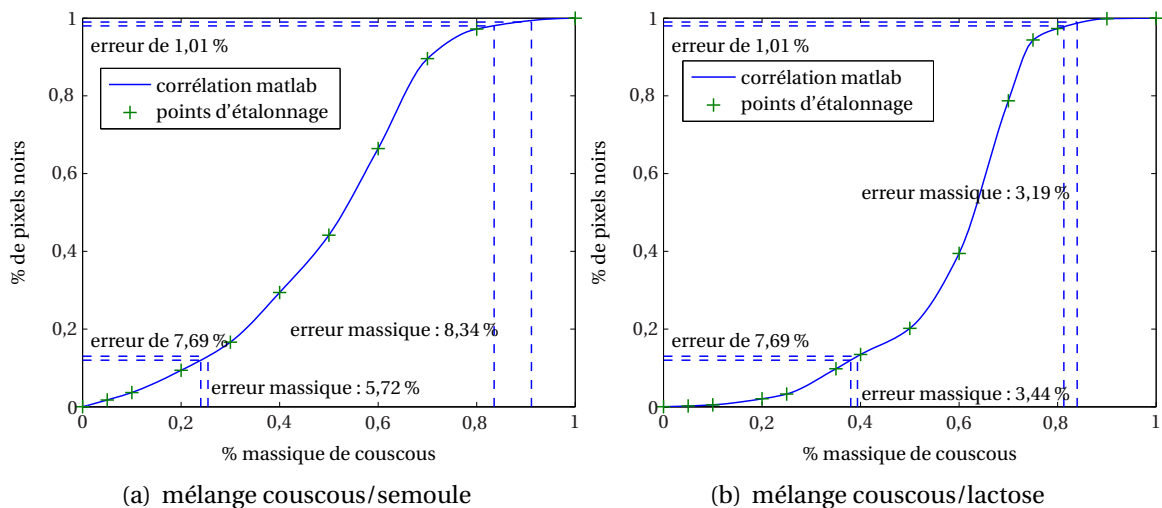 1
erreur de 1,01 %
corrélation matlab
points d'étalonnage
0,8
0,6
0,4
0,2
0
erreur massique : 8,34 %
erreur de 7,69 %
erreur massique : 5,72 %
0
0,2
0,4
0,6
0,8
1
% de pixels noirs
% massique de couscous
(a) mélange couscous/semoule
1
erreur de 1,01 %
corrélation matlab
points d'étalonnage
0,8
0,6
0,4
0,2
0
erreur massique : 3,19 %
erreur de 7,69 %
erreur massique : 3,44 %
0
0,2
0,4
0,6
0,8
1
% de pixels noirs
% massique de couscous
(b) mélange couscous/lactose